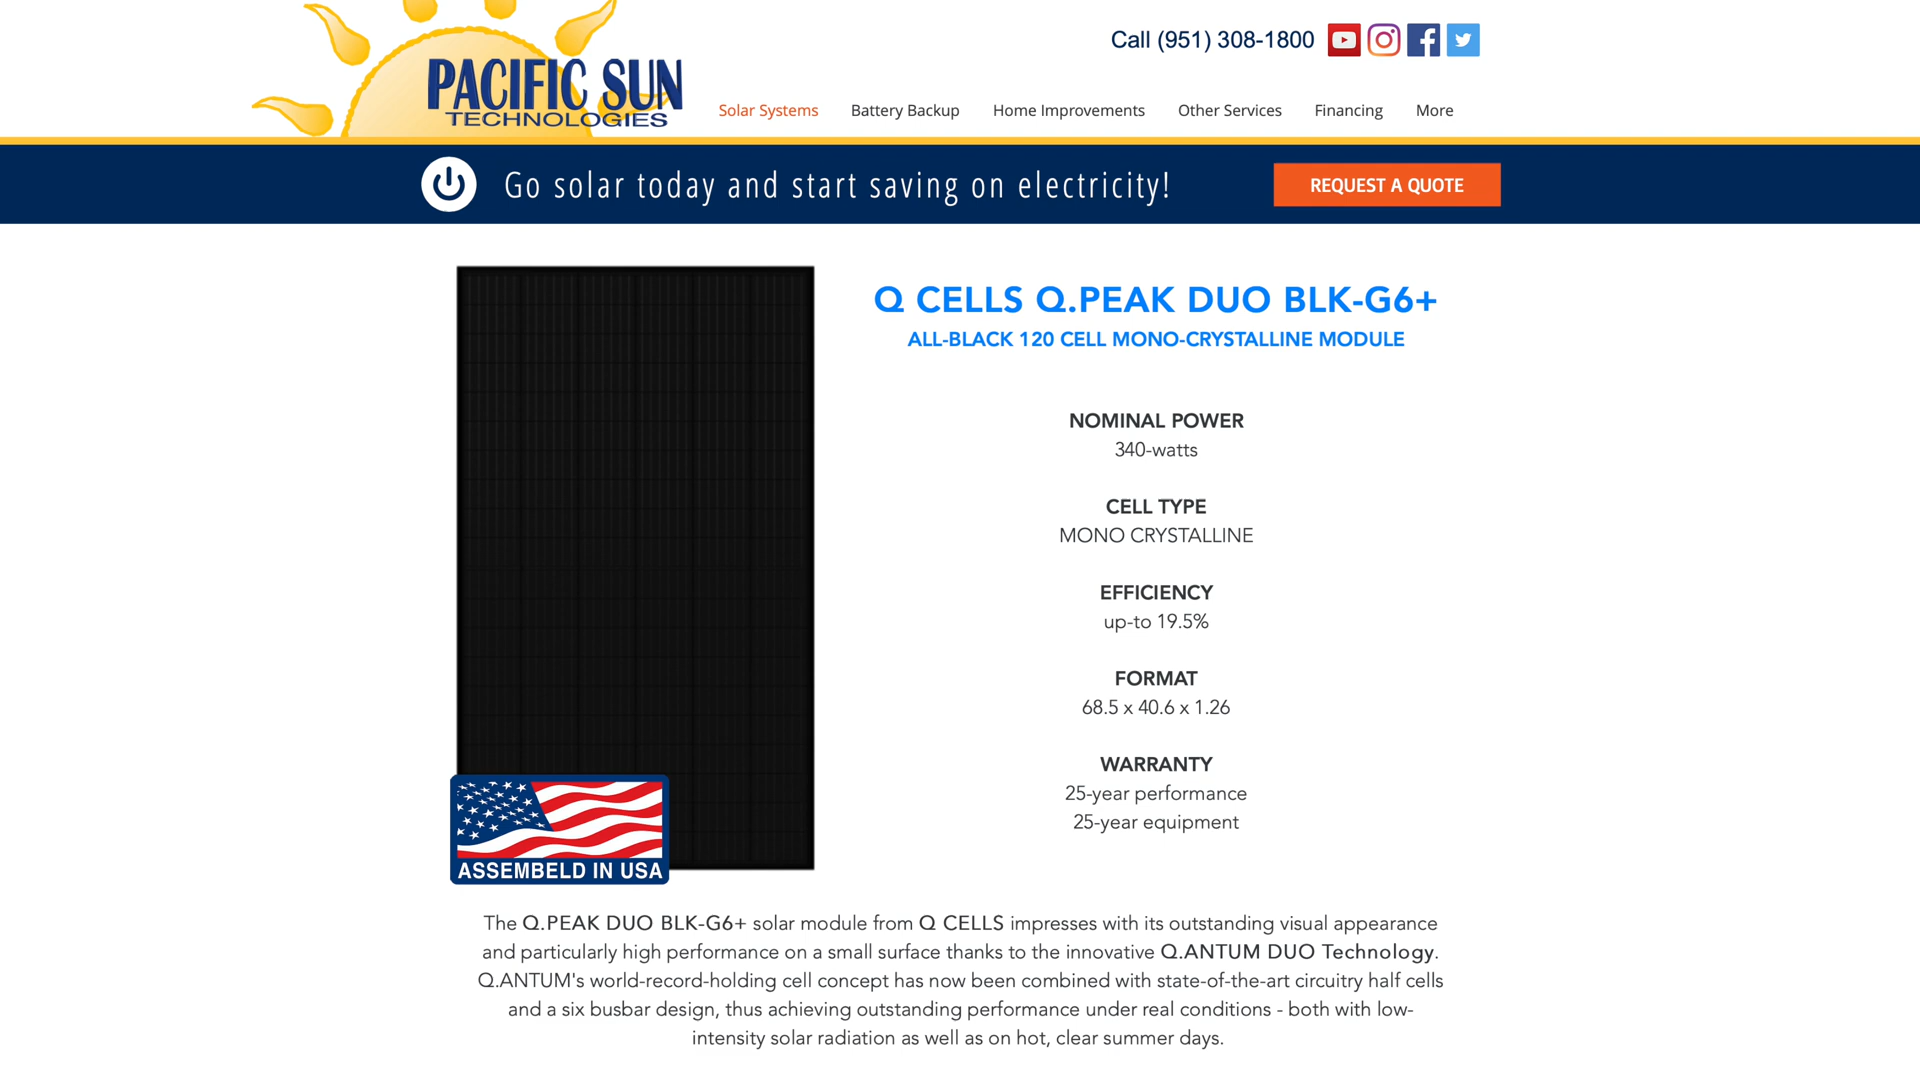 PACIFIC SUN
TECHNOLOGIES
Call (951) 308-1800
Solar Systems
Battery Backup
Home Improvements
Other Services
Financing
More
Go solar today and start saving on electricity!
REQUEST A QUOTE
Q CELLS Q.PEAK DUO BLK-G6+
ALL-BLACK 120 CELL MONO-CRYSTALLINE MODULE
NOMINAL POWER
340-watts
CELL TYPE
MONO CRYSTALLINE
EFFICIENCY
up-to 19.5%
FORMAT
68.5 x 40.6 x 1.26
WARRANTY
25-year performance
25-year equipment
ASSEMBELD IN USA
The Q.PEAK DUO BLK-G6+ solar module from Q CELLS impresses with its outstanding visual appearance
and particularly high performance on a small surface thanks to the innovative Q.ANTUM DUO Technology.
Q.ANTUM's world-record-holding cell concept has now been combined with state-of-the-art circuitry half cells
and a six busbar design, thus achieving outstanding performance under real conditions - both with low-
intensity solar radiation as well as on hot, clear summer days.